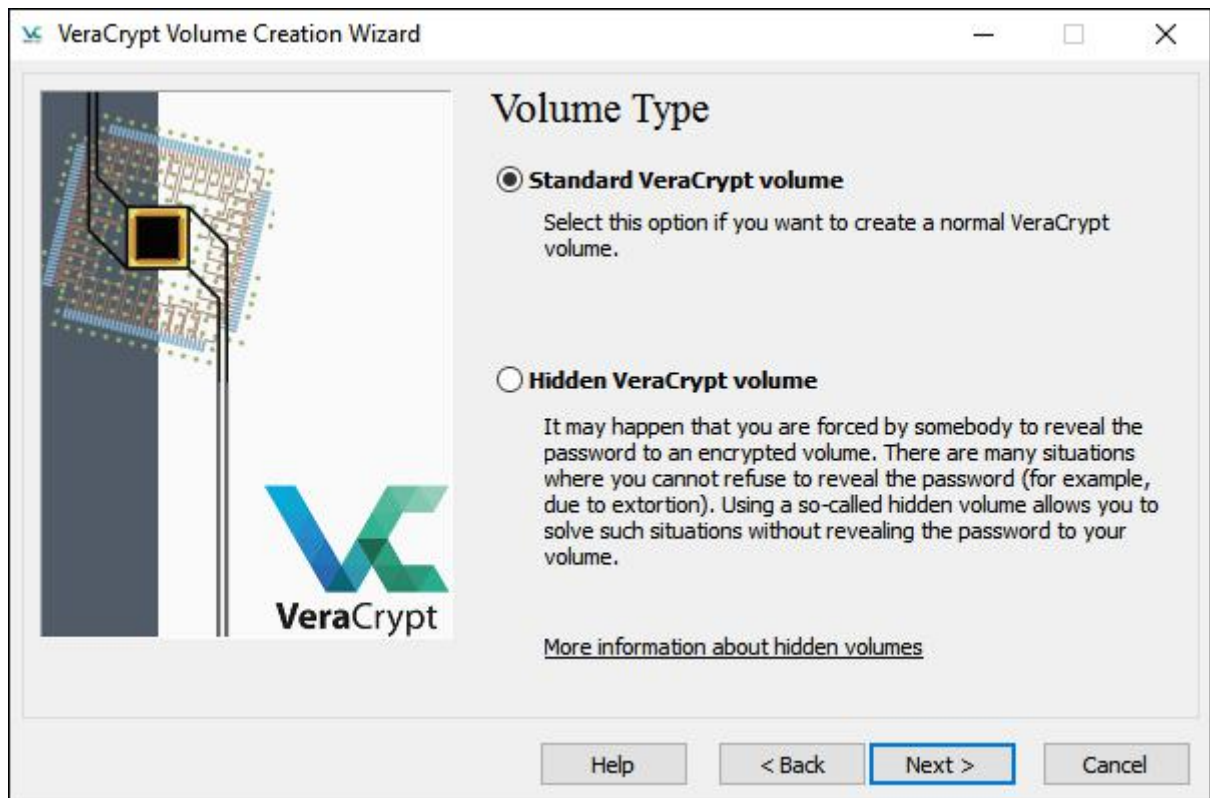 VeraCrypt Volume Creation Wizard
Volume Type
Standard VeraCrypt volume
Select this option if you want to create a normal VeraCrypt
volume.
Hidden VeraCrypt volume
It may happen that you are forced by somebody to reveal the
password to an encrypted volume. There are many situations
where you cannot refuse to reveal the password (for example,
due to extortion). Using a so-called hidden volume allows you to
solve such situations without revealing the password to your
volume.
VeraCrypt
More information about hidden volumes
Help
< Back
Next >
Cancel